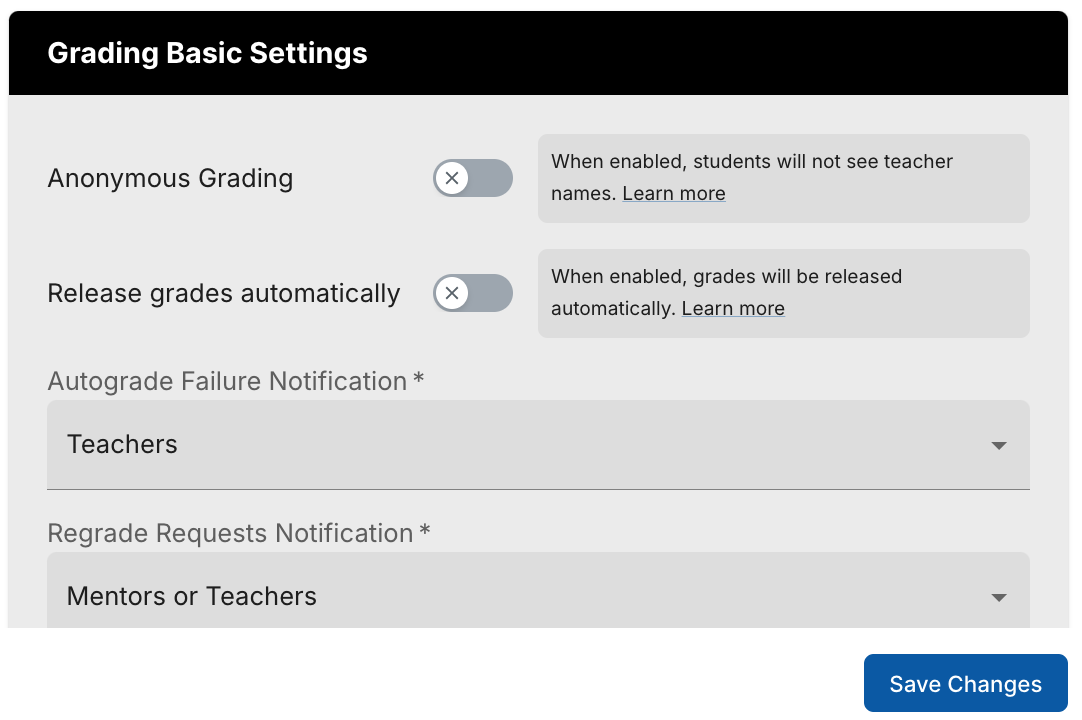 Grading Basic Settings
Anonymous Grading
When enabled, students will not see teacher
names. Learn more
Release grades automatically
When enabled, grades will be released
automatically. Learn more
Autograde Failure Notification *
Teachers
Regrade Requests Notification *
Mentors or Teachers
Save Changes